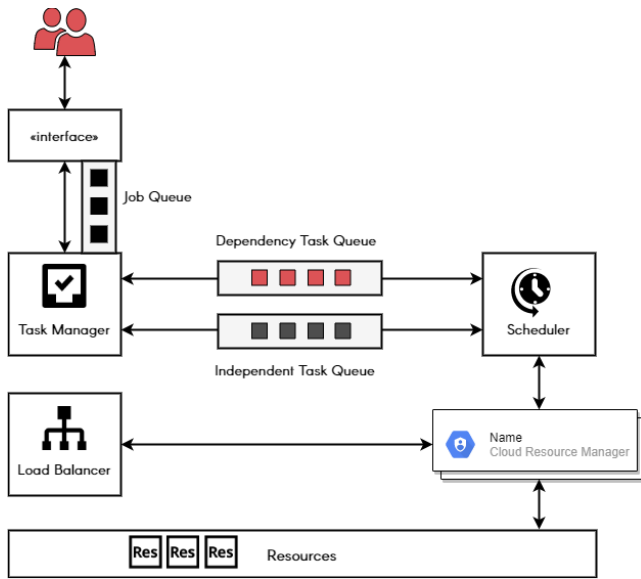 «interface»
Job Queue
Dependency Task Queue
Task Manager
Scheduler
Independent Task Queue
Load Balancer
Name
Cloud Resource Manager
Res Res Res Resources